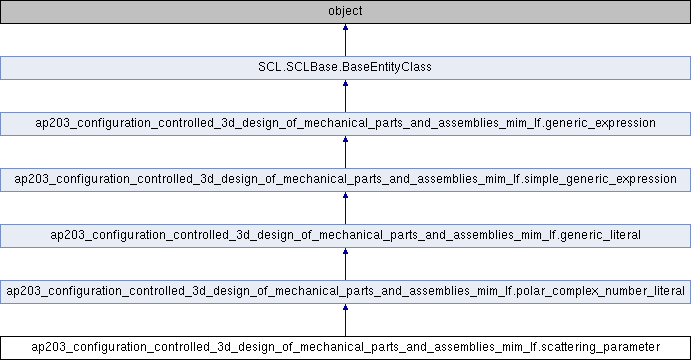 object
SCL.SCLBase.BaseEntityClass
ap203_configuration_controlled_3d_design_of_mechanical_parts_and_assemblies_mim_lf.generic_expression
ap203_configuration_controlled_3d_design_of_mechanical_parts_and_assemblies_mim_lf.simple_generic_expression
ap203_configuration_controlled_3d_design_of_mechanical_parts_and_assemblies_mim_lf.generic_literal
ap203_configuration_controlled_3d_design_of_mechanical_parts_and_assemblies_mim_lf.polar_complex_number_literal
ap203_configuration_controlled_3d_design_of_mechanical_parts_and_assemblies_mim_lf.scattering_parameter